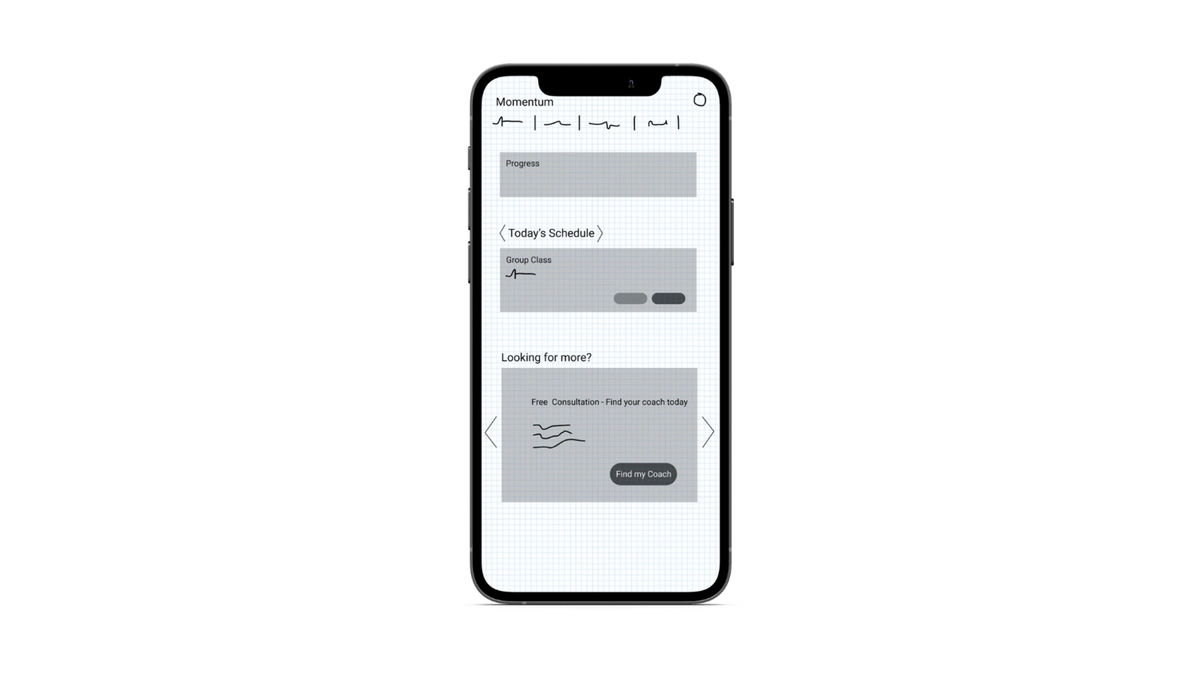 Momentum
Progress
Today's Schedule
Group Class
Looking for more?
Free Consultation - Find your coach today
Find my Coach